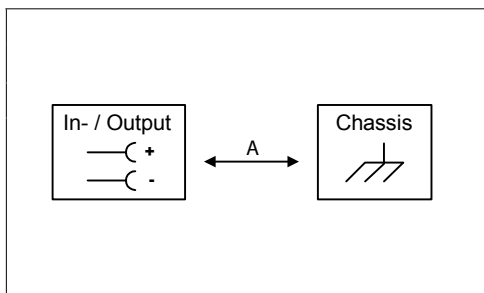 In- / Output
+
-
A
Chassis